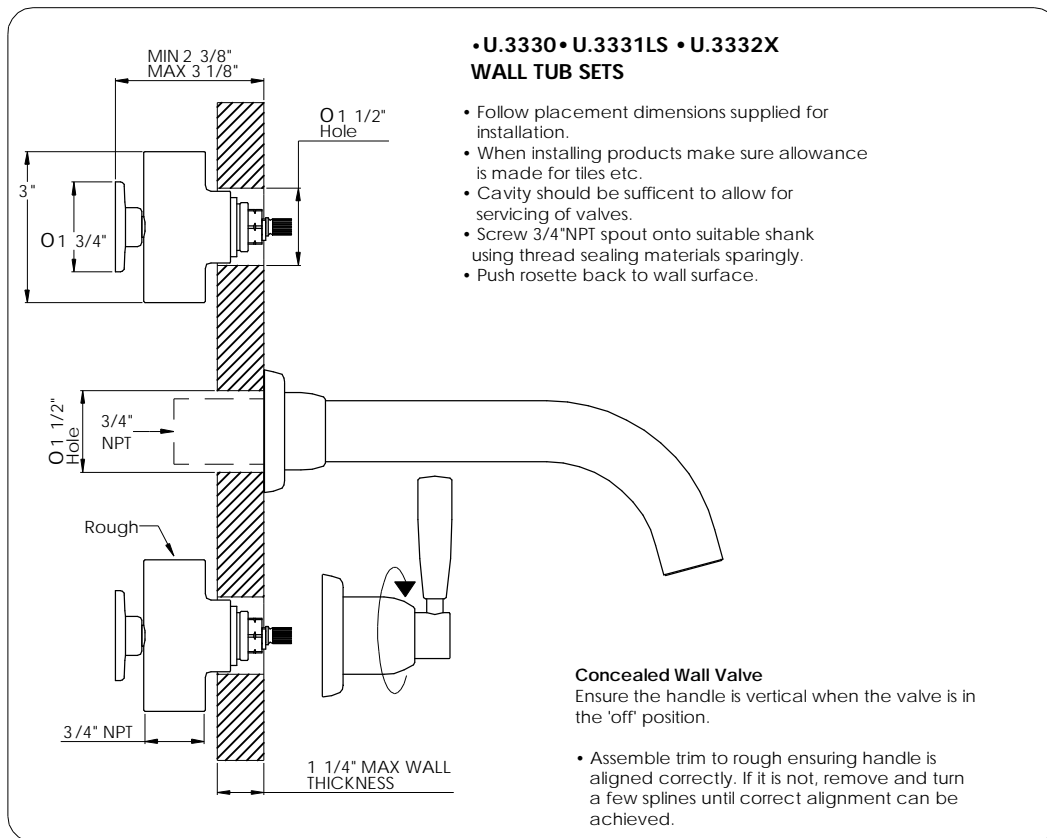 • U.3330 • U.3331LS • U.3332X
WALL TUB SETS
• Follow placement dimensions supplied for
installation.
• When installing products make sure allowance
is made for tiles etc.
• Cavity should be sufficent to allow for
servicing of valves.
• Screw 3/4"NPT spout onto suitable shank
using thread sealing materials sparingly.
• Push rosette back to wall surface.
MIN 2 3/8"
MAX 3 1/8"
O 1 1/2"
Hole
3"
O 1 3/4"
O 1 1/2"
Hole
3/4"
NPT
Rough
3/4" NPT
1 1/4" MAX WALL
THICKNESS
Concealed Wall Valve
Ensure the handle is vertical when the valve is in
the 'off' position.
• Assemble trim to rough ensuring handle is
aligned correctly. If it is not, remove and turn
a few splines until correct alignment can be
achieved.